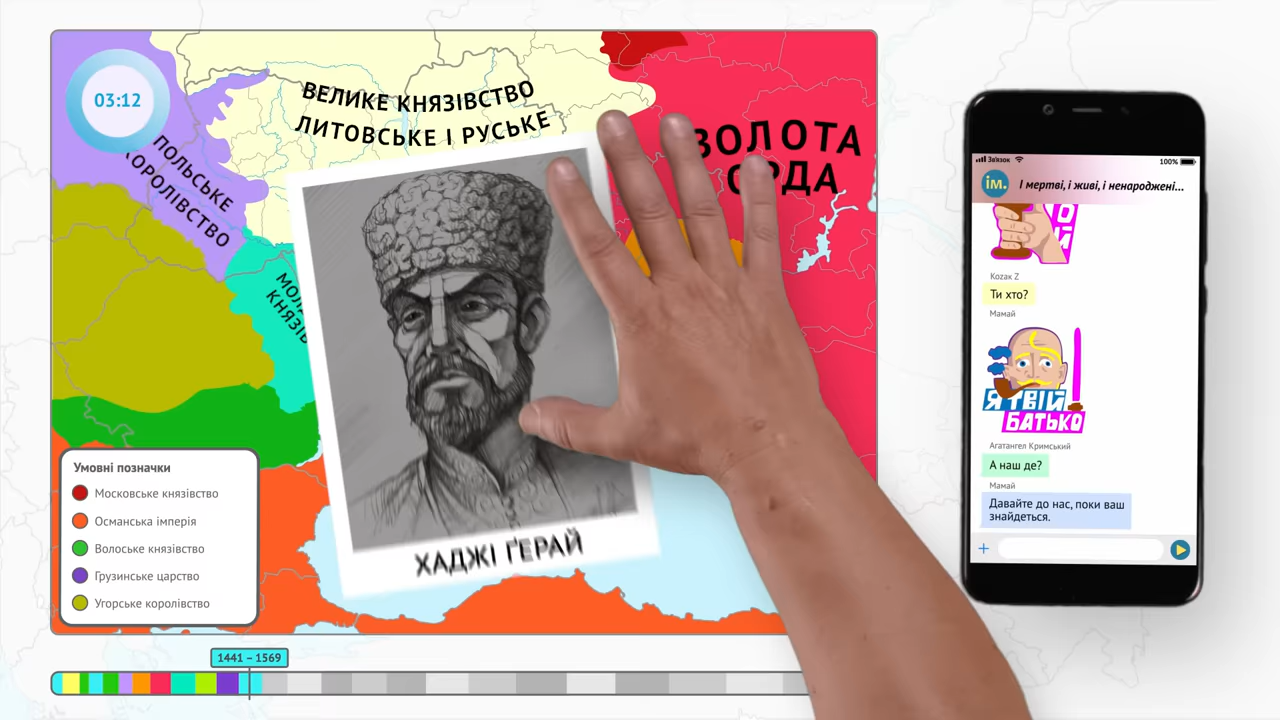 03:12
ВЕЛИКЕ КНЯЗІВСТВО
ЛИТОВСЬКЕ І РУСЬКЕ
ПОЛЬСЬКЕ
КОРОЛІВСТВО
ЗОЛОТА
ОРДА
ХАДЖІ ҐЕРАЙ
Умовні позначки
Московське князівство
Османська імперія
Волоське князівство
Грузинське царство
Угорське королівство
1441 – 1569
Зв'язок
100%
ім.
І мертві, і живі, і ненароджені...
Kozak Z
Ти хто?
Мамай
Я ТВІЙ
БАТЬКО
Агатангел Кримський
А наш де?
Мамай
Давайте до нас, поки ваш
знайдеться.